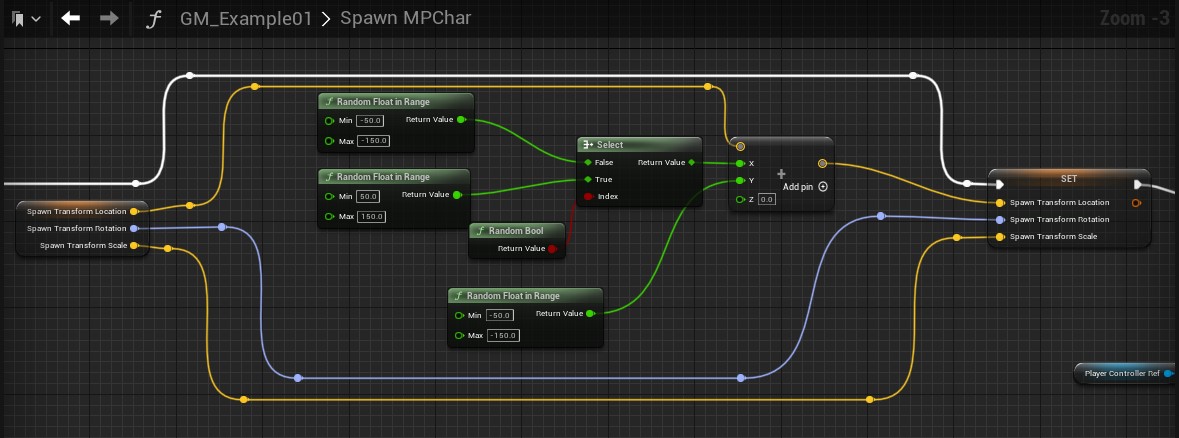 GM_Example01 > Spawn MPChar
Zoom -3
Random Float in Range
Min -50.0 Return Value
Max -150.0
Select
False Return Value
True
Index
Random Float in Range
Min 50.0 Return Value
Max 150.0
X
Y
Add pin
Z 0.0
SET
Spawn Transform Location
Spawn Transform Rotation
Spawn Transform Scale
Spawn Transform Location
Spawn Transform Rotation
Spawn Transform Scale
Random Bool
Return Value
Random Float in Range
Min -50.0 Return Value
Max -150.0
Player Controller Ref